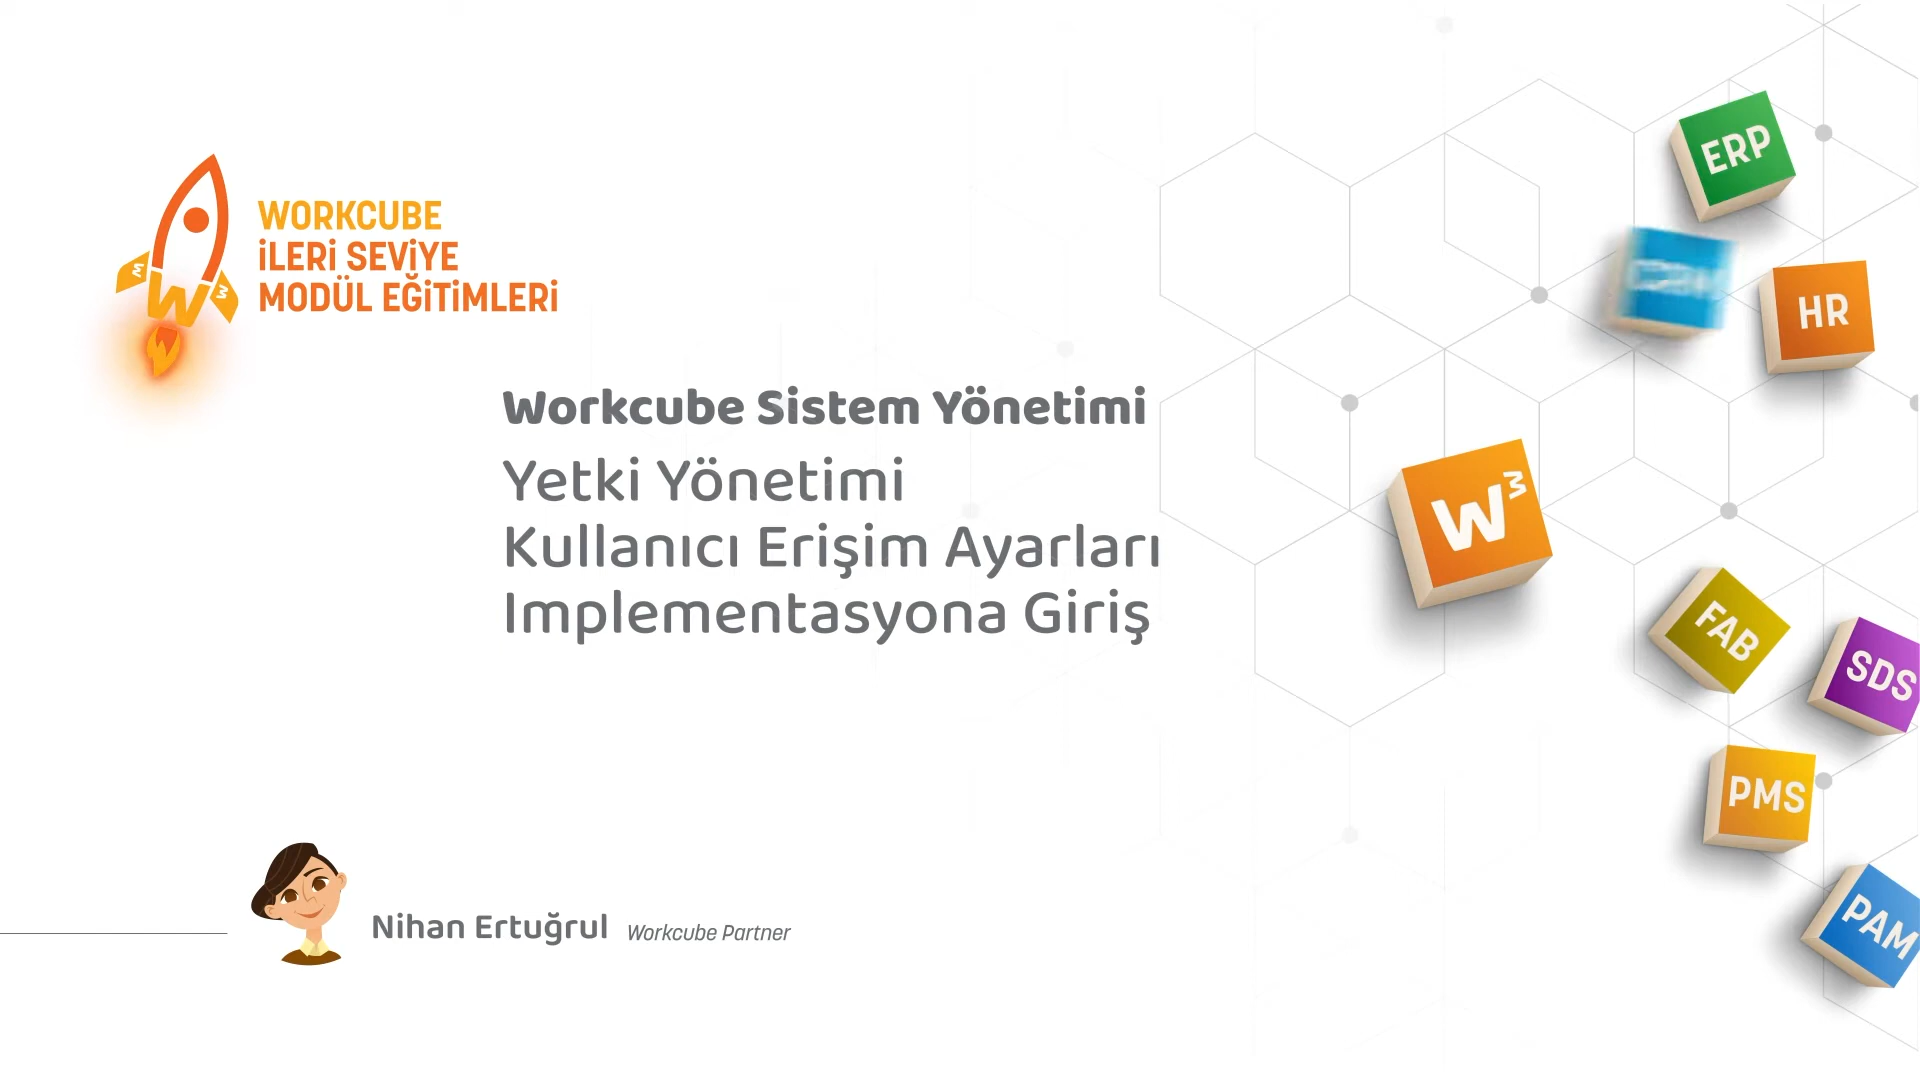 WORKCUBE
İLERİ SEVİYE
MODÜL EĞİTİMLERİ
Workcube Sistem Yönetimi
Yetki Yönetimi
Kullanıcı Erişim Ayarları
Implementasyona Giriş
Nihan Ertuğrul Workcube Partner
ERP
HR
W3
FAB
SDS
PMS
PAM